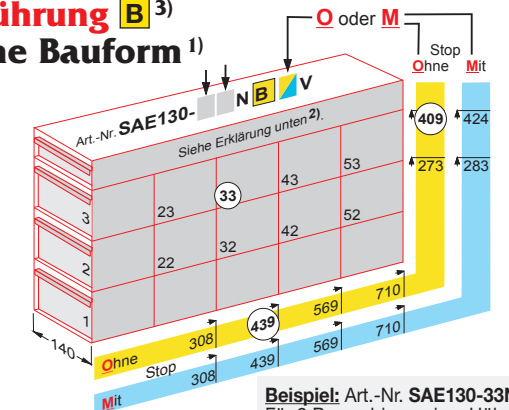 ührung B 3)
ne Bauform 1)
O oder M
Stop
Ohne Mit
Art.-Nr. SAE130- N B V
Siehe Erklärung unten 2).
409 424
273 283
53
43
33
23
3
52
42
32
22
2
1
140
Ohne 308 439 569 710
Stop
Mit 308 439 569 710
Beispiel: Art.-Nr. SAE130-33N